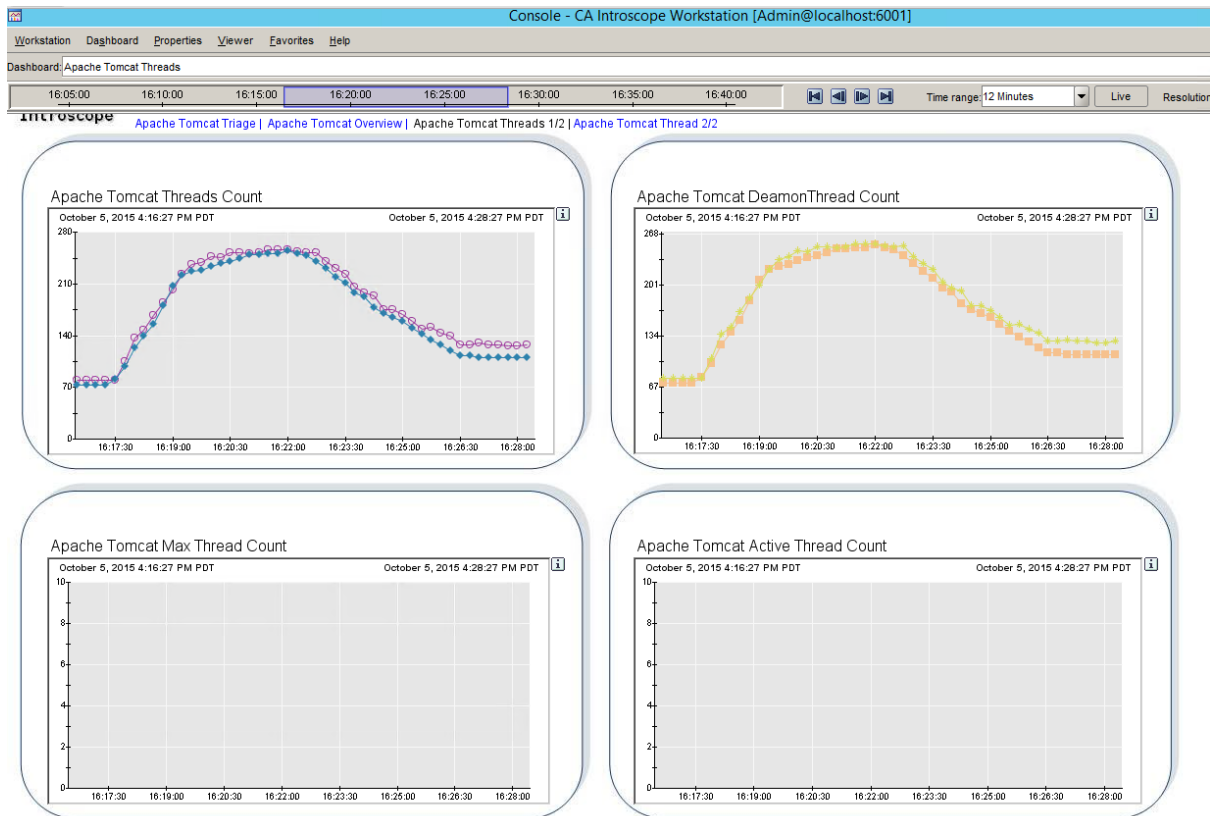 Console - CA Introscope Workstation [Admin@localhost:6001]
Workstation Dashboard Properties Viewer Favorites Help
Dashboard: Apache Tomcat Threads
16:05:00 16:10:00 16:15:00 16:20:00 16:25:00 16:30:00 16:35:00 16:40:00 Time range: 12 Minutes Live Resolution
Introscope Apache Tomcat Triage | Apache Tomcat Overview | Apache Tomcat Threads 1/2 | Apache Tomcat Thread 2/2
Apache Tomcat Threads Count
October 5, 2015 4:16:27 PM PDT October 5, 2015 4:28:27 PM PDT i
280
210
140
70
0
16:17:30 16:19:00 16:20:30 16:22:00 16:23:30 16:25:00 16:26:30 16:28:00
Apache Tomcat DeamonThread Count
October 5, 2015 4:16:27 PM PDT October 5, 2015 4:28:27 PM PDT i
268
201
134
67
0
16:17:30 16:19:00 16:20:30 16:22:00 16:23:30 16:25:00 16:26:30 16:28:00
Apache Tomcat Max Thread Count
October 5, 2015 4:16:27 PM PDT October 5, 2015 4:28:27 PM PDT i
10
8
6
4
2
0
16:17:30 16:19:00 16:20:30 16:22:00 16:23:30 16:25:00 16:26:30 16:28:00
Apache Tomcat Active Thread Count
October 5, 2015 4:16:27 PM PDT October 5, 2015 4:28:27 PM PDT i
10
8
6
4
2
0
16:17:30 16:19:00 16:20:30 16:22:00 16:23:30 16:25:00 16:26:30 16:28:00